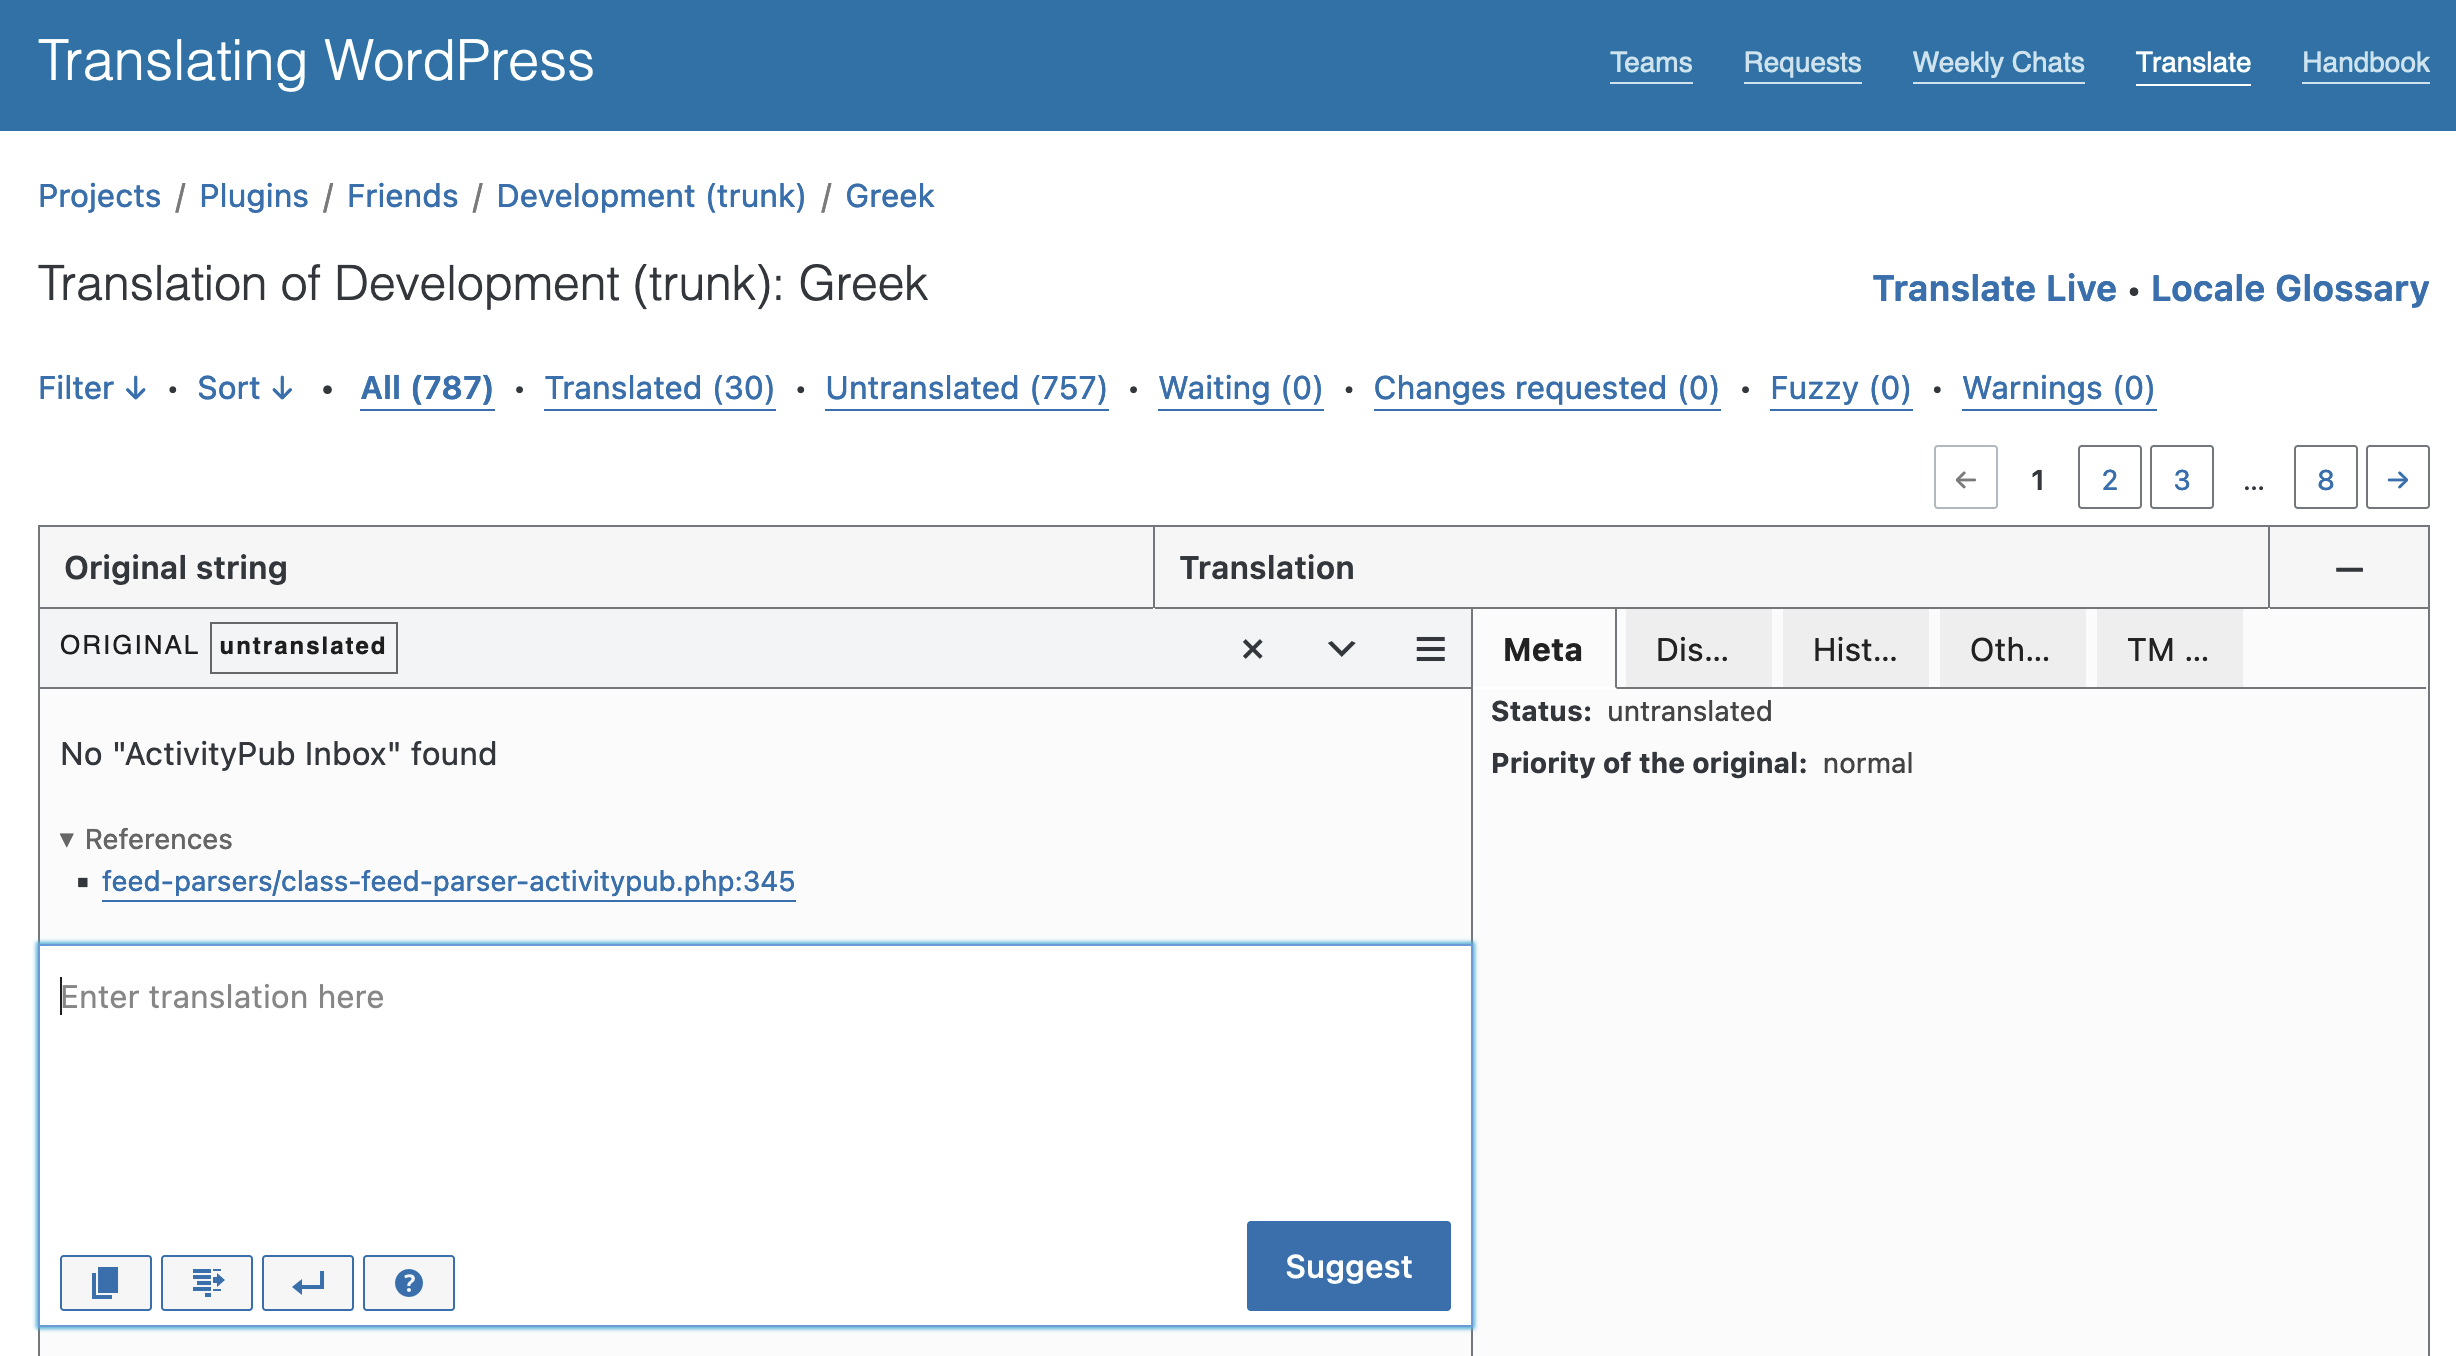 Translating WordPress
Teams Requests Weekly Chats Translate Handbook
Projects / Plugins / Friends / Development (trunk) / Greek
Translation of Development (trunk): Greek
Translate Live • Locale Glossary
Filter ↓ • Sort ↓ • All (787) • Translated (30) • Untranslated (757) • Waiting (0) • Changes requested (0) • Fuzzy (0) • Warnings (0)
← 1 2 3 … 8 →
Original string Translation —
ORIGINAL untranslated
Meta Dis... Hist... Oth... TM ...
Status: untranslated
Priority of the original: normal
No "ActivityPub Inbox" found
▼ References
▪ feed-parsers/class-feed-parser-activitypub.php:345
Enter translation here
Suggest